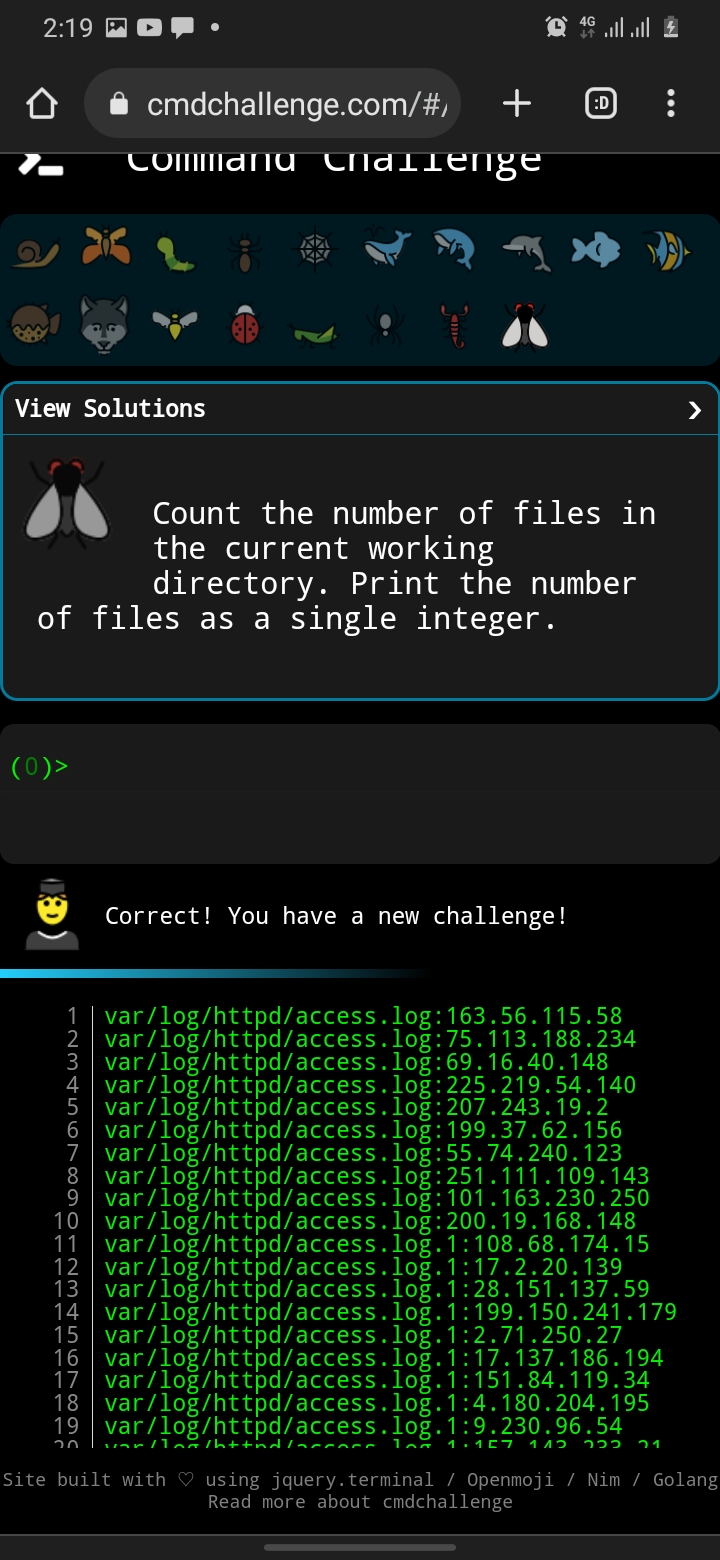 2:19
4G
cmdchallenge.com/#/
:D
Command Challenge
View Solutions
Count the number of files in
the current working
directory. Print the number
of files as a single integer.
(0)>
Correct! You have a new challenge!
1 var/log/httpd/access.log:163.56.115.58
2 var/log/httpd/access.log:75.113.188.234
3 var/log/httpd/access.log:69.16.40.148
4 var/log/httpd/access.log:225.219.54.140
5 var/log/httpd/access.log:207.243.19.2
6 var/log/httpd/access.log:199.37.62.156
7 var/log/httpd/access.log:55.74.240.123
8 var/log/httpd/access.log:251.111.109.143
9 var/log/httpd/access.log:101.163.230.250
10 var/log/httpd/access.log:200.19.168.148
11 var/log/httpd/access.log.1:108.68.174.15
12 var/log/httpd/access.log.1:17.2.20.139
13 var/log/httpd/access.log.1:28.151.137.59
14 var/log/httpd/access.log.1:199.150.241.179
15 var/log/httpd/access.log.1:2.71.250.27
16 var/log/httpd/access.log.1:17.137.186.194
17 var/log/httpd/access.log.1:151.84.119.34
18 var/log/httpd/access.log.1:4.180.204.195
19 var/log/httpd/access.log.1:9.230.96.54
20 var/log/httpd/access.log.1:157.143.233.21
Site built with ♡ using jquery.terminal / Openmoji / Nim / Golang
Read more about cmdchallenge